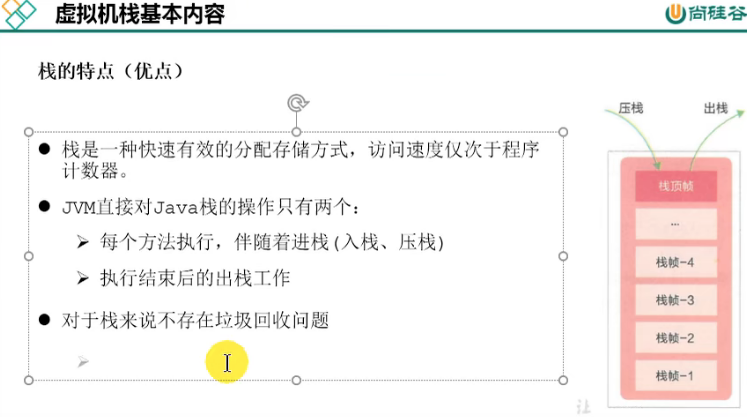 虚拟机栈基本内容
尚硅谷
栈的特点（优点）
● 栈是一种快速有效的分配存储方式，访问速度仅次于程序
计数器。
● JVM直接对Java栈的操作只有两个：
➢ 每个方法执行，伴随着进栈(入栈、压栈)
➢ 执行结束后的出栈工作
● 对于栈来说不存在垃圾回收问题
压栈
出栈
栈顶帧
...
栈帧-4
栈帧-3
栈帧-2
栈帧-1
让